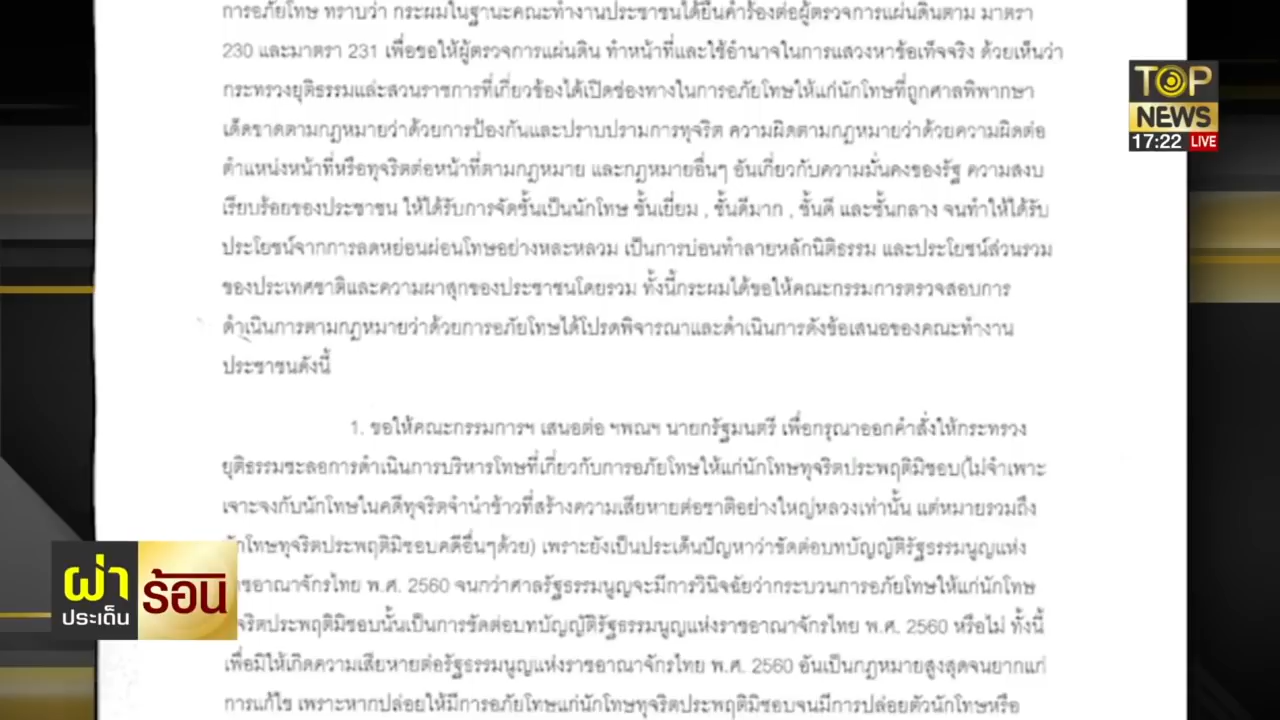 การอภัยโทษ ทราบว่า กระผมในฐานะคณะทำงานประชาชนได้ยื่นคำร้องต่อผู้ตรวจการแผ่นดินตาม มาตรา
230 และมาตรา 231 เพื่อขอให้ผู้ตรวจการแผ่นดิน ทำหน้าที่และใช้อำนาจในการแสวงหาข้อเท็จจริง ด้วยเห็นว่า
กระทรวงยุติธรรมและส่วนราชการที่เกี่ยวข้องได้เปิดช่องทางในการอภัยโทษให้แก่นักโทษที่ถูกศาลพิพากษา
เด็ดขาดตามกฎหมายว่าด้วยการป้องกันและปราบปรามการทุจริต ความผิดตามกฎหมายว่าด้วยความผิดต่อ
ตำแหน่งหน้าที่หรือทุจริตต่อหน้าที่ตามกฎหมาย และกฎหมายอื่นๆ อันเกี่ยวกับความมั่นคงของรัฐ ความสงบ
เรียบร้อยของประชาชน ให้ได้รับการจัดชั้นเป็นนักโทษ ชั้นเยี่ยม , ชั้นดีมาก , ชั้นดี และชั้นกลาง จนทำให้ได้รับ
ประโยชน์จากการลดหย่อนผ่อนโทษอย่างหละหลวม เป็นการบ่อนทำลายหลักนิติธรรม และประโยชน์ส่วนรวม
ของประเทศชาติและความผาสุกของประชาชนโดยรวม ทั้งนี้กระผมได้ขอให้คณะกรรมการตรวจสอบการ
ดำเนินการตามกฎหมายว่าด้วยการอภัยโทษได้โปรดพิจารณาและดำเนินการดังข้อเสนอของคณะทำงาน
ประชาชนดังนี้
1. ขอให้คณะกรรมการฯ เสนอต่อ ฯพณฯ นายกรัฐมนตรี เพื่อกรุณาออกคำสั่งให้กระทรวง
ยุติธรรมชะลอการดำเนินการบริหารโทษที่เกี่ยวกับการอภัยโทษให้แก่นักโทษทุจริตประพฤติมิชอบ(ไม่จำเพาะ
เจาะจงกับนักโทษในคดีทุจริตจำนำข้าวที่สร้างความเสียหายต่อชาติอย่างใหญ่หลวงเท่านั้น แต่หมายรวมถึง
นักโทษทุจริตประพฤติมิชอบคดีอื่นๆด้วย) เพราะยังเป็นประเด็นปัญหาว่าขัดต่อบทบัญญัติรัฐธรรมนูญแห่ง
ราชอาณาจักรไทย พ.ศ. 2560 จนกว่าศาลรัฐธรรมนูญจะมีการวินิจฉัยว่ากระบวนการอภัยโทษให้แก่นักโทษ
ทุจริตประพฤติมิชอบนั้นเป็นการขัดต่อบทบัญญัติรัฐธรรมนูญแห่งราชอาณาจักรไทย พ.ศ. 2560 หรือไม่ ทั้งนี้
เพื่อมิให้เกิดความเสียหายต่อรัฐธรรมนูญแห่งราชอาณาจักรไทย พ.ศ. 2560 อันเป็นกฎหมายสูงสุดจนยากแก่
การแก้ไข เพราะหากปล่อยให้มีการอภัยโทษแก่นักโทษทุจริตประพฤติมิชอบจนมีการปล่อยตัวนักโทษหรือ
TOP
NEWS
17:22 LIVE
ผ่า
ประเด็น
ร้อน